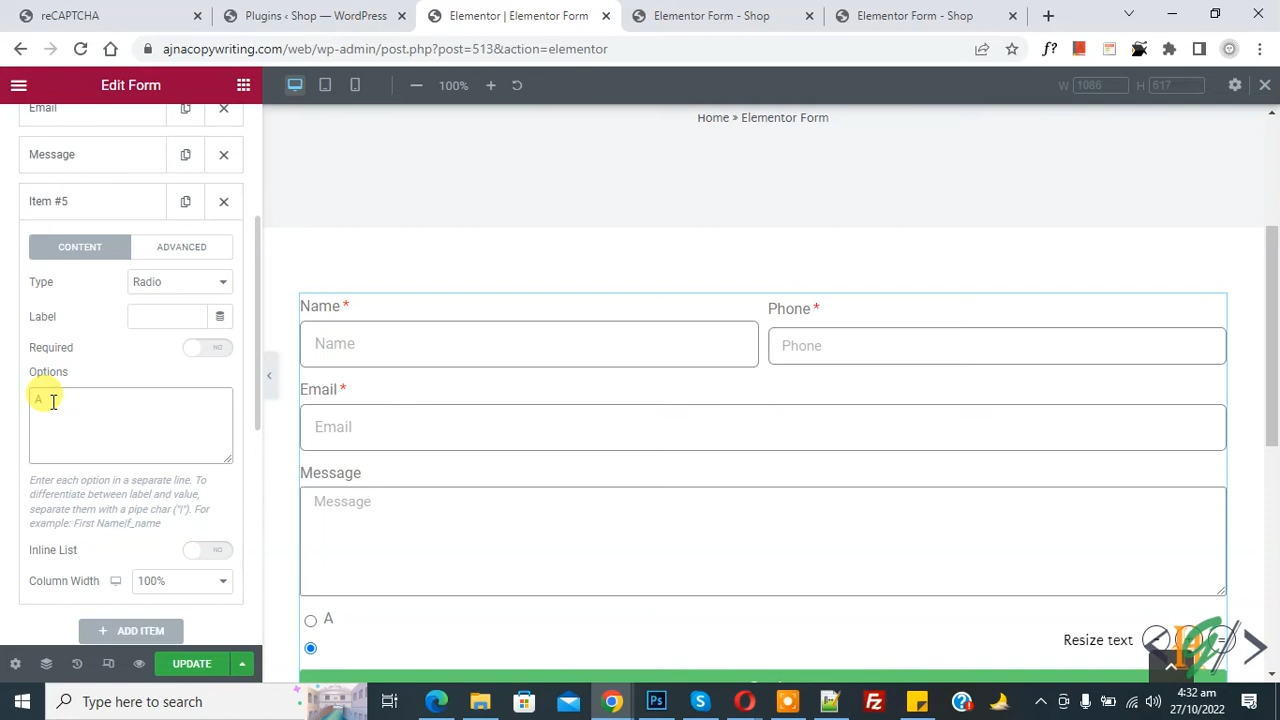 reCAPTCHA
Plugins ‹ Shop — WordPress
Elementor | Elementor Form
Elementor Form - Shop
Elementor Form - Shop
ajnacopywriting.com/web/wp-admin/post.php?post=513&action=elementor
f?
Edit Form
100%
W 1086
H 617
Email
Message
Item #5
CONTENT
ADVANCED
Type
Radio
Label
Required
NO
Options
A
Enter each option in a separate line. To
differentiate between label and value,
separate them with a pipe char ("|"). For
example: First Name|f_name
Inline List
NO
Column Width
100%
ADD ITEM
UPDATE
Home » Elementor Form
Name *
Phone *
Name
Phone
Email *
Email
Message
Message
A
Resize text
Type here to search
4:32 am
27/10/2022